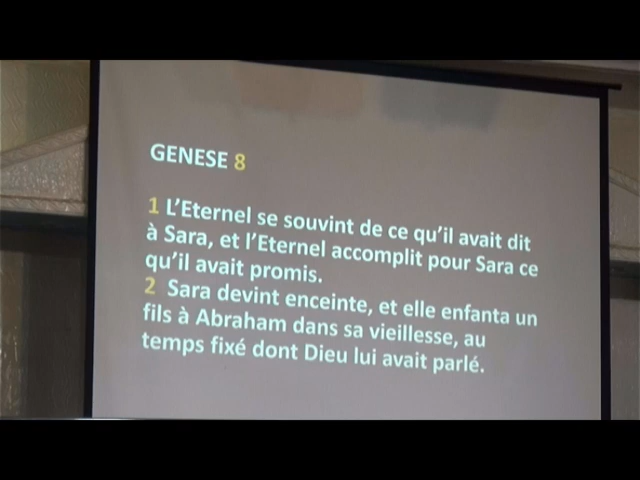 GENESE 8
1 L’Eternel se souvint de ce qu’il avait dit
à Sara, et l’Eternel accomplit pour Sara ce
qu’il avait promis.
2 Sara devint enceinte, et elle enfanta un
fils à Abraham dans sa vieillesse, au
temps fixé dont Dieu lui avait parlé.